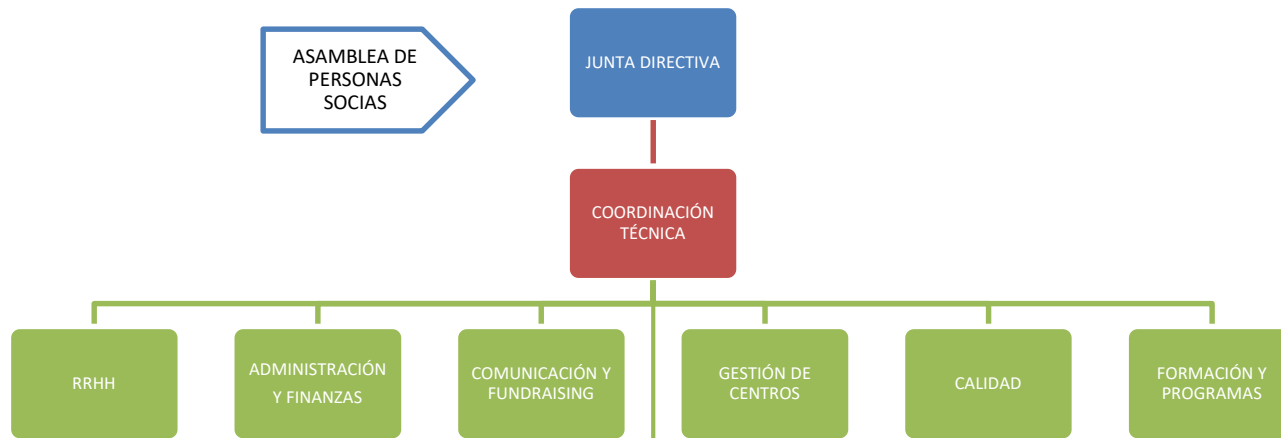 ASAMBLEA DE
PERSONAS
SOCIAS
JUNTA DIRECTIVA
COORDINACIÓN
TÉCNICA
RRHH
ADMINISTRACIÓN
Y FINANZAS
COMUNICACIÓN Y
FUNDRAISING
GESTIÓN DE
CENTROS
CALIDAD
FORMACIÓN Y
PROGRAMAS